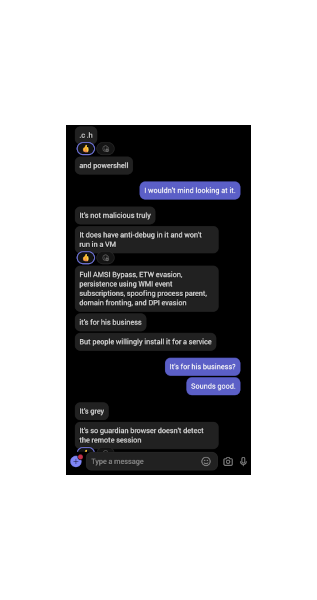 .c .h
and powershell
I wouldn't mind looking at it.
It's not malicious truly
It does have anti-debug in it and won't
run in a VM
Full AMSI Bypass, ETW evasion,
persistence using WMI event
subscriptions, spoofing process parent,
domain fronting, and DPI evasion
it's for his business
But people willingly install it for a service
It's for his business?
Sounds good.
It's grey
It's so guardian browser doesn't detect
the remote session
Type a message